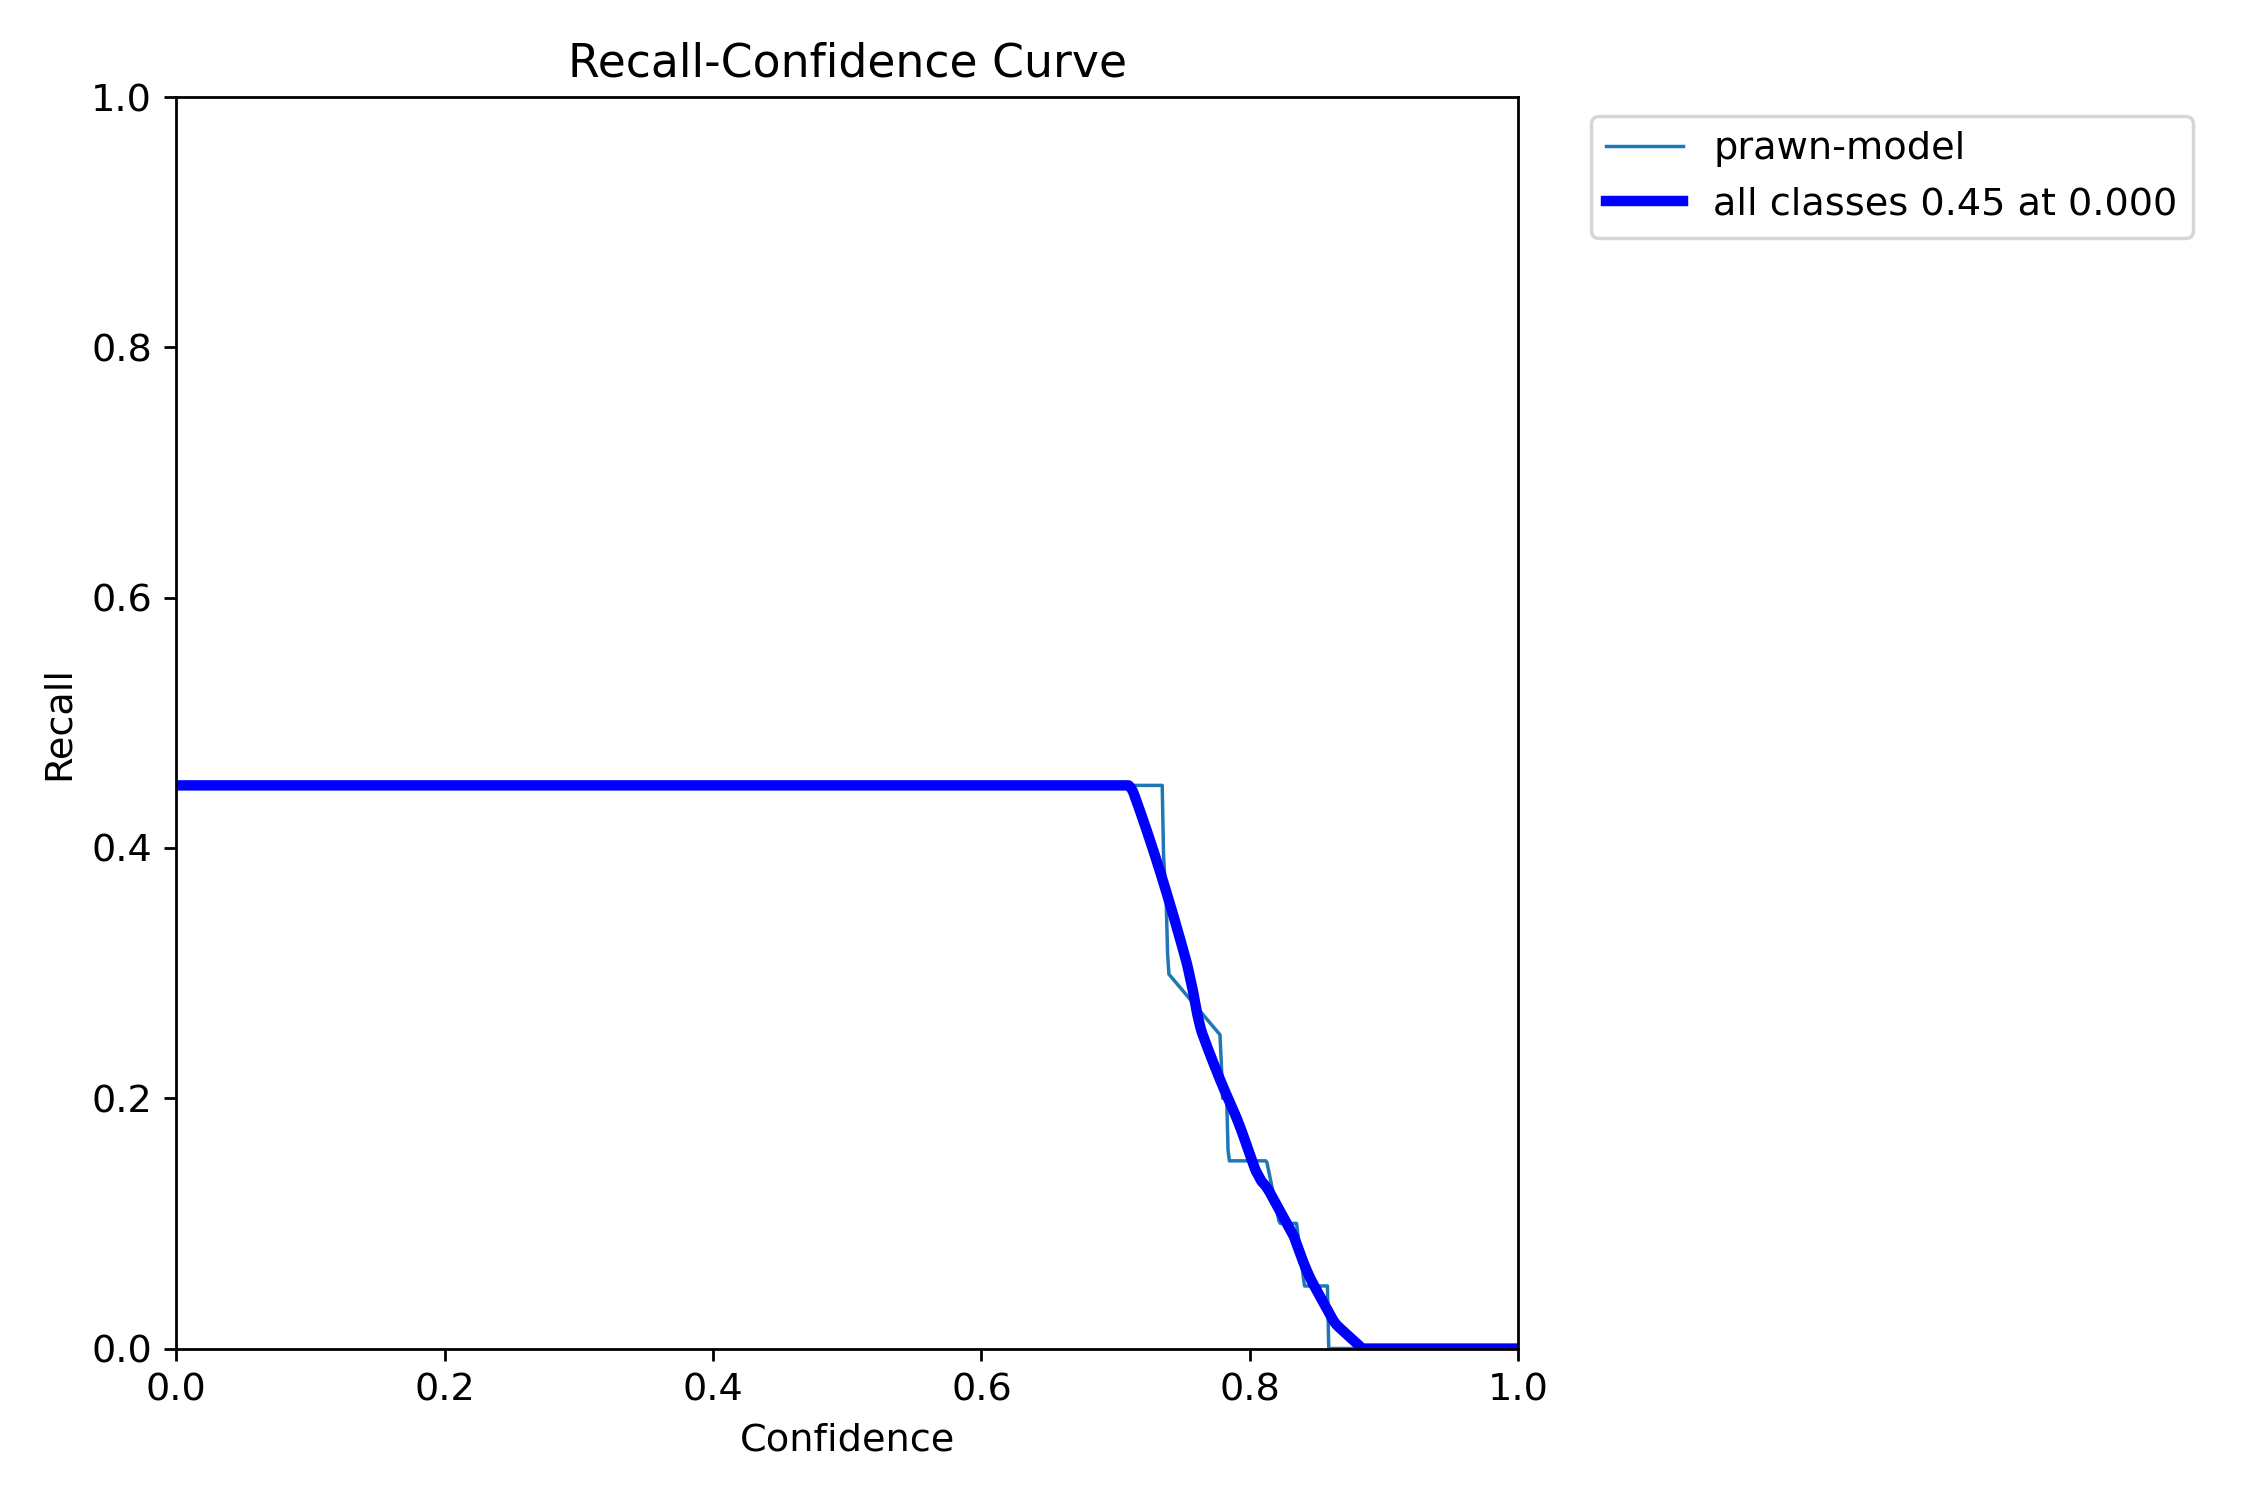 Recall-Confidence Curve
1.0
0.8
0.6
0.4
0.2
0.0
Recall
0.0 0.2 0.4 0.6 0.8 1.0
Confidence
prawn-model
all classes 0.45 at 0.000